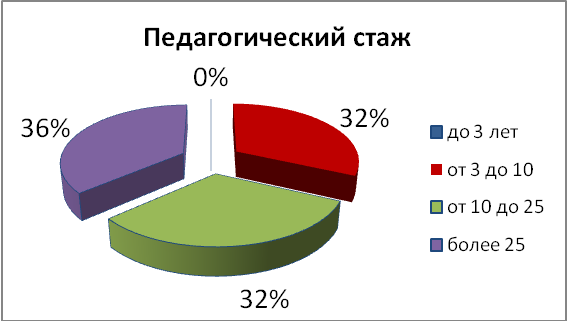 Педагогический стаж
0%
32%
36%
32%
до 3 лет
от 3 до 10
от 10 до 25
более 25